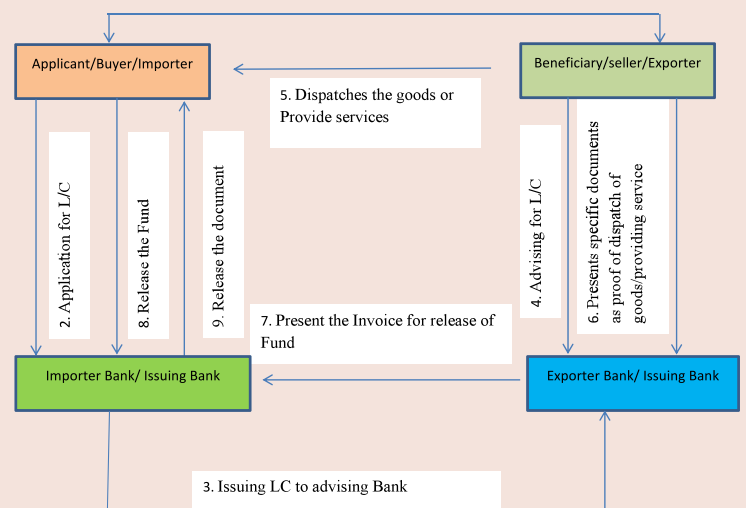 Applicant/Buyer/Importer
Beneficiary/seller/Exporter
5. Dispatches the goods or
Provide services
2. Application for L/C
8. Release the Fund
9. Release the document
4. Advising for L/C
6. Presents specific documents
as proof of dispatch of
goods/providing service
7. Present the Invoice for release of
Fund
Importer Bank/ Issuing Bank
Exporter Bank/ Issuing Bank
3. Issuing LC to advising Bank